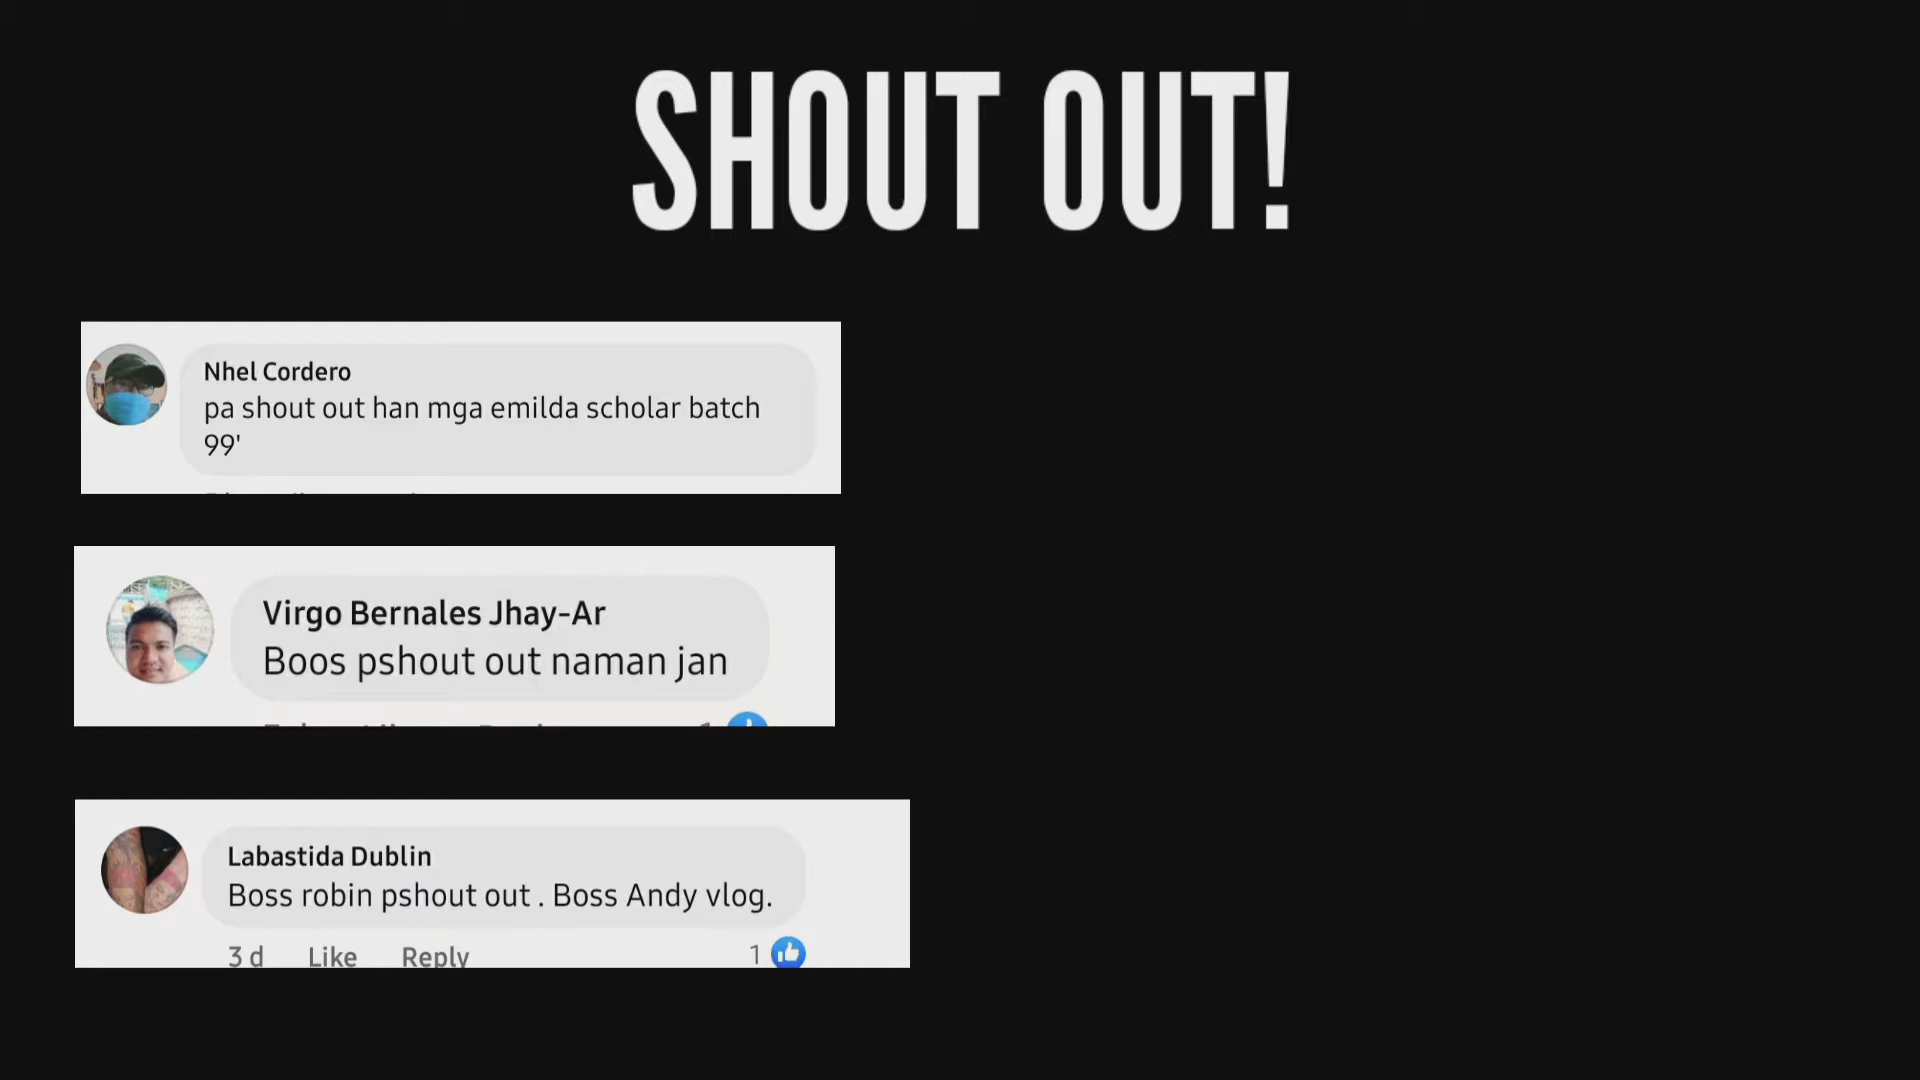 SHOUT OUT!
Nhel Cordero
pa shout out han mga emilda scholar batch
99'
Virgo Bernales Jhay-Ar
Boos pshout out naman jan
Labastida Dublin
Boss robin pshout out . Boss Andy vlog.
3 d Like Reply 1